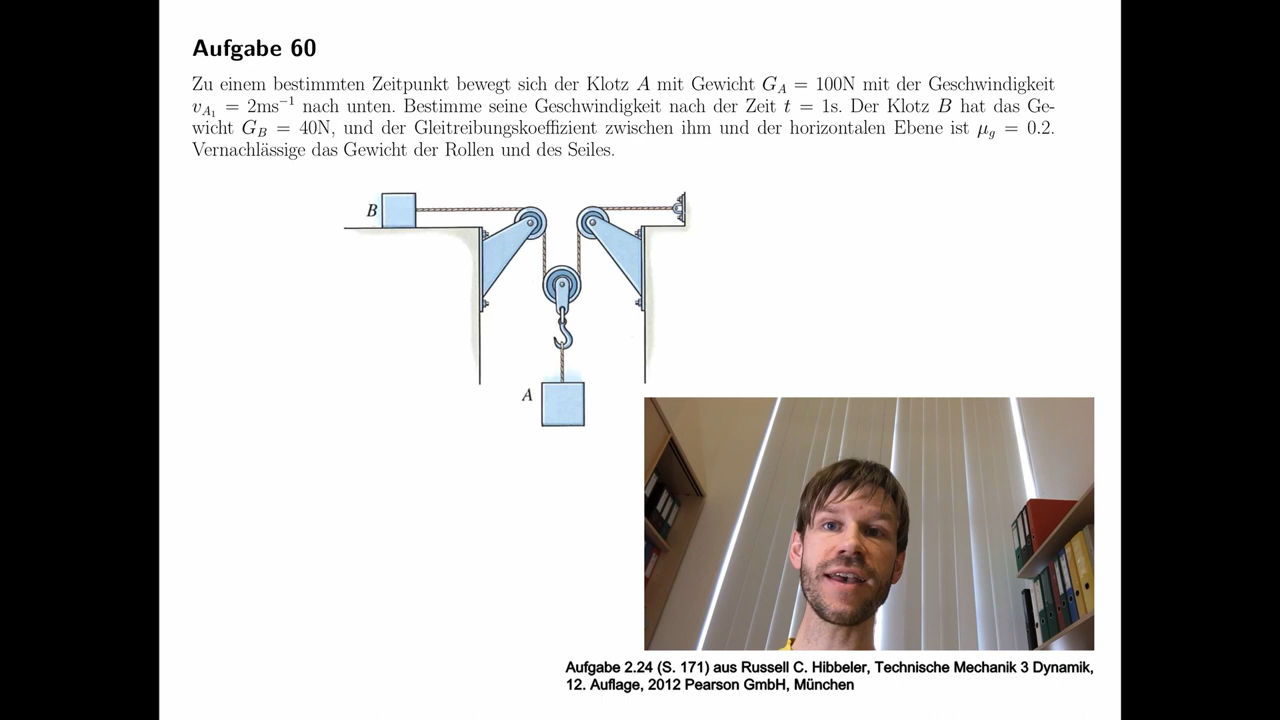 Aufgabe 60
Zu einem bestimmten Zeitpunkt bewegt sich der Klotz A mit Gewicht G_A = 100N mit der Geschwindigkeit
v_{A_1} = 2ms⁻¹ nach unten. Bestimme seine Geschwindigkeit nach der Zeit t = 1s. Der Klotz B hat das Ge-
wicht G_B = 40N, und der Gleitreibungskoeffizient zwischen ihm und der horizontalen Ebene ist μ_g = 0.2.
Vernachlässige das Gewicht der Rollen und des Seiles.
B
A
Aufgabe 2.24 (S. 171) aus Russell C. Hibbeler, Technische Mechanik 3 Dynamik,
12. Auflage, 2012 Pearson GmbH, München